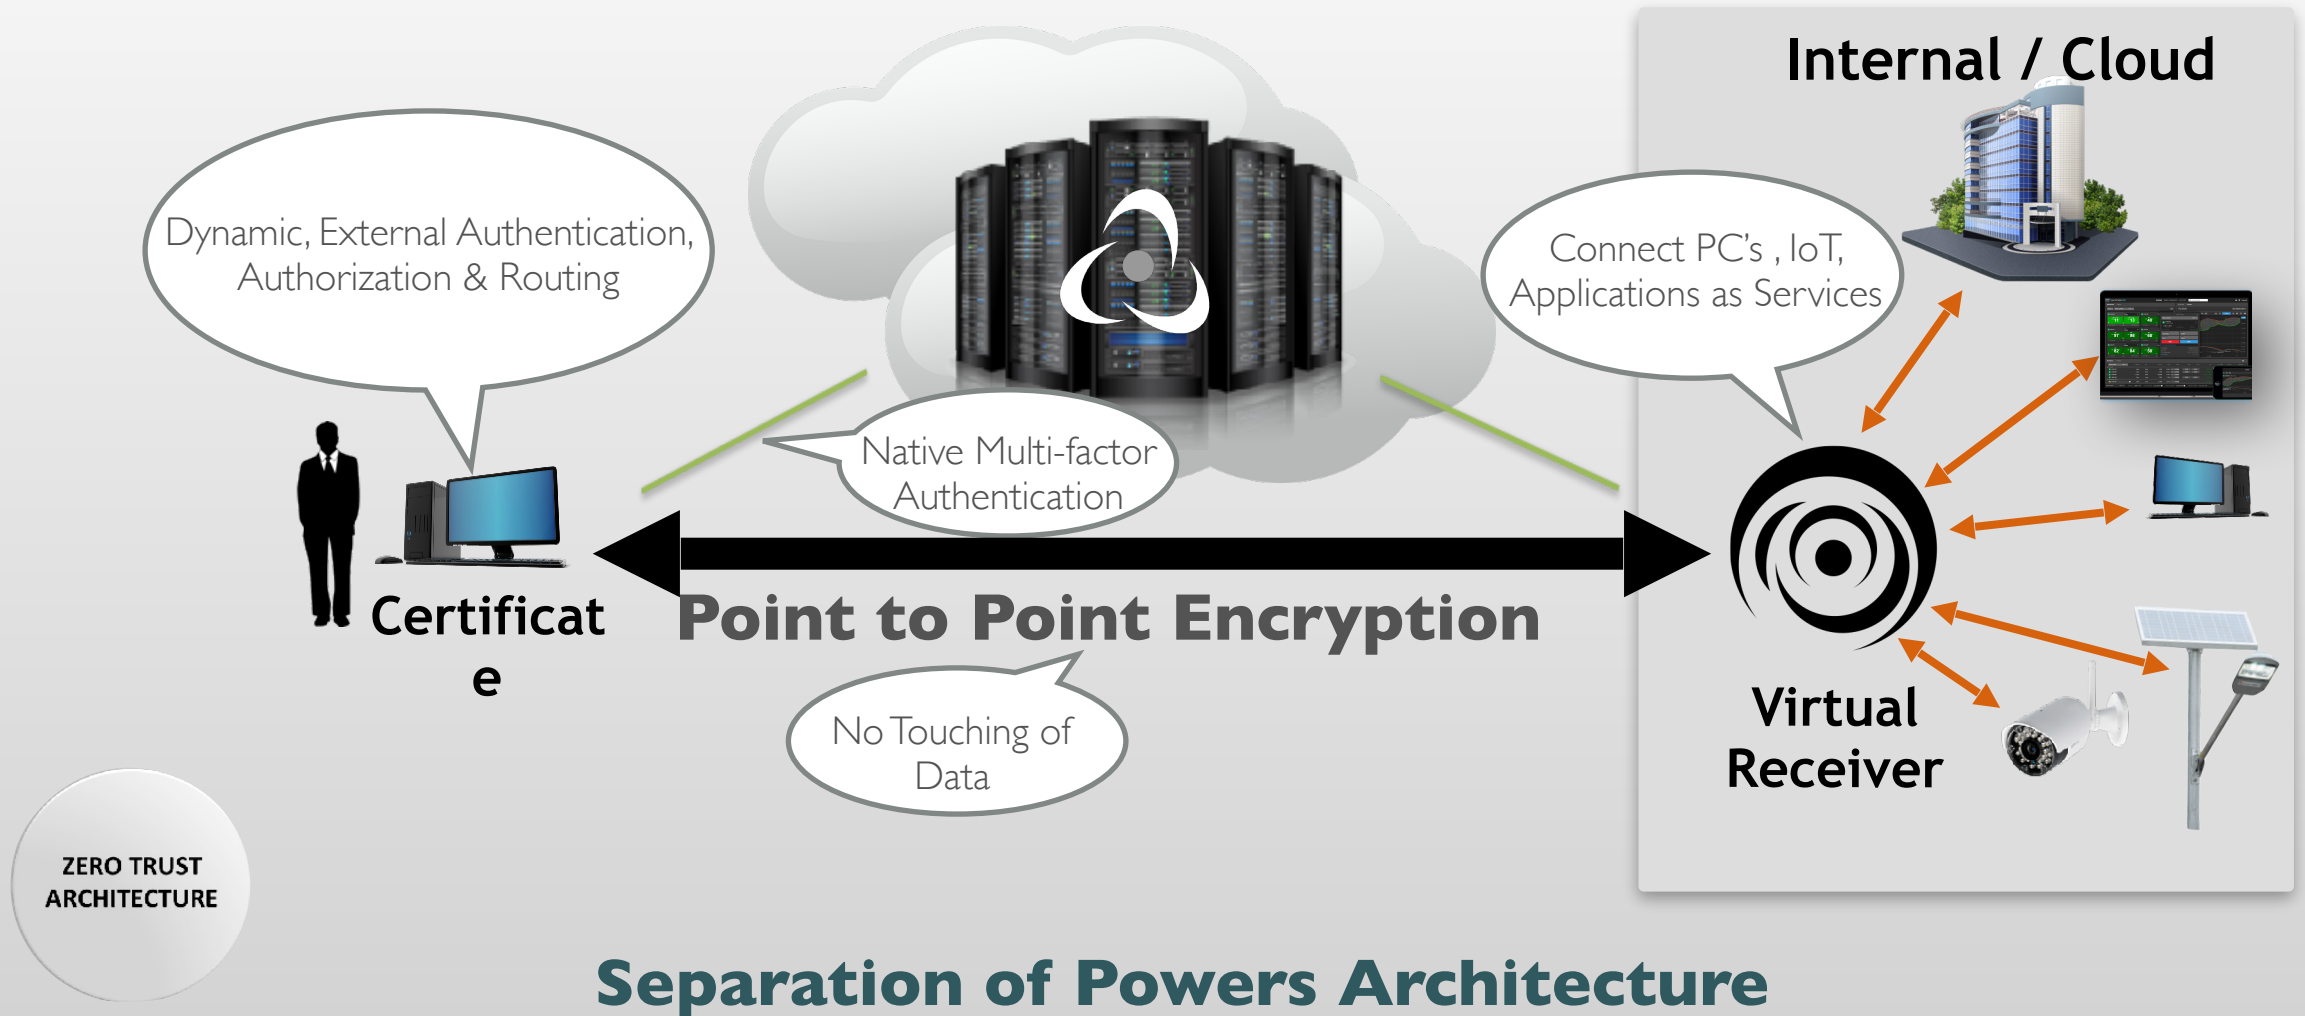 Internal / Cloud
Dynamic, External Authentication,
Authorization & Routing
Connect PC's , IoT,
Applications as Services
Native Multi-factor
Authentication
Certificat
e
Point to Point Encryption
No Touching of
Data
Virtual
Receiver
ZERO TRUST
ARCHITECTURE
Separation of Powers Architecture